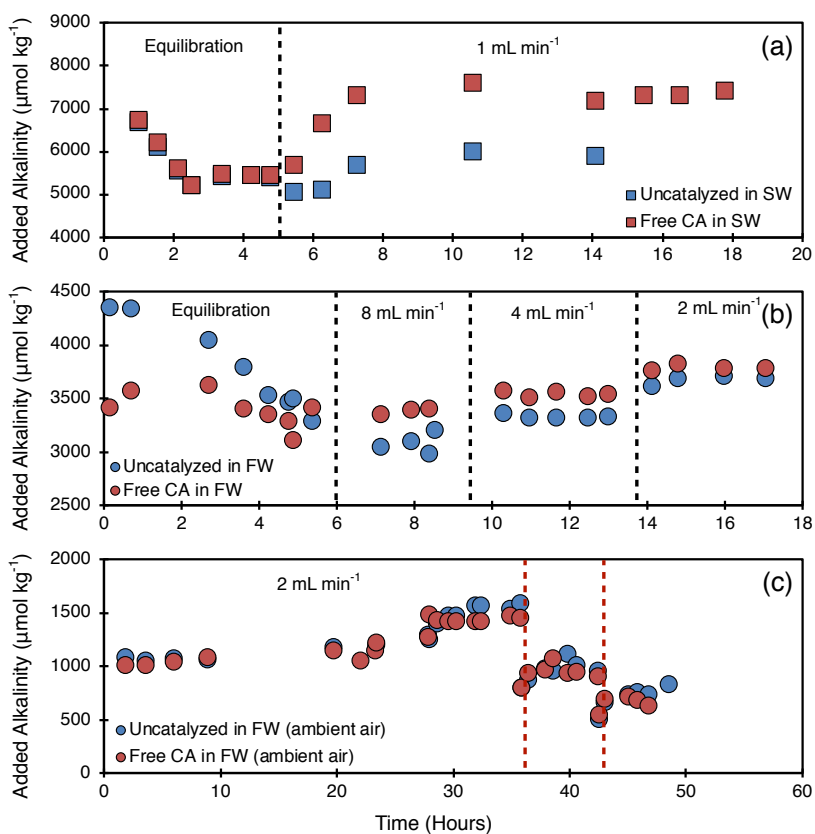 Added Alkalinity (µmol kg⁻¹)
9000
8000
7000
6000
5000
4000
Equilibration
1 mL min⁻¹
(a)
Uncatalyzed in SW
Free CA in SW
0 2 4 6 8 10 12 14 16 18 20
Added Alkalinity (µmol kg⁻¹)
4500
4000
3500
3000
2500
Equilibration
8 mL min⁻¹
4 mL min⁻¹
2 mL min⁻¹
(b)
Uncatalyzed in FW
Free CA in FW
0 2 4 6 8 10 12 14 16 18
Added Alkalinity (µmol kg⁻¹)
2000
1500
1000
500
0
2 mL min⁻¹
(c)
Uncatalyzed in FW (ambient air)
Free CA in FW (ambient air)
0 10 20 30 40 50 60
Time (Hours)